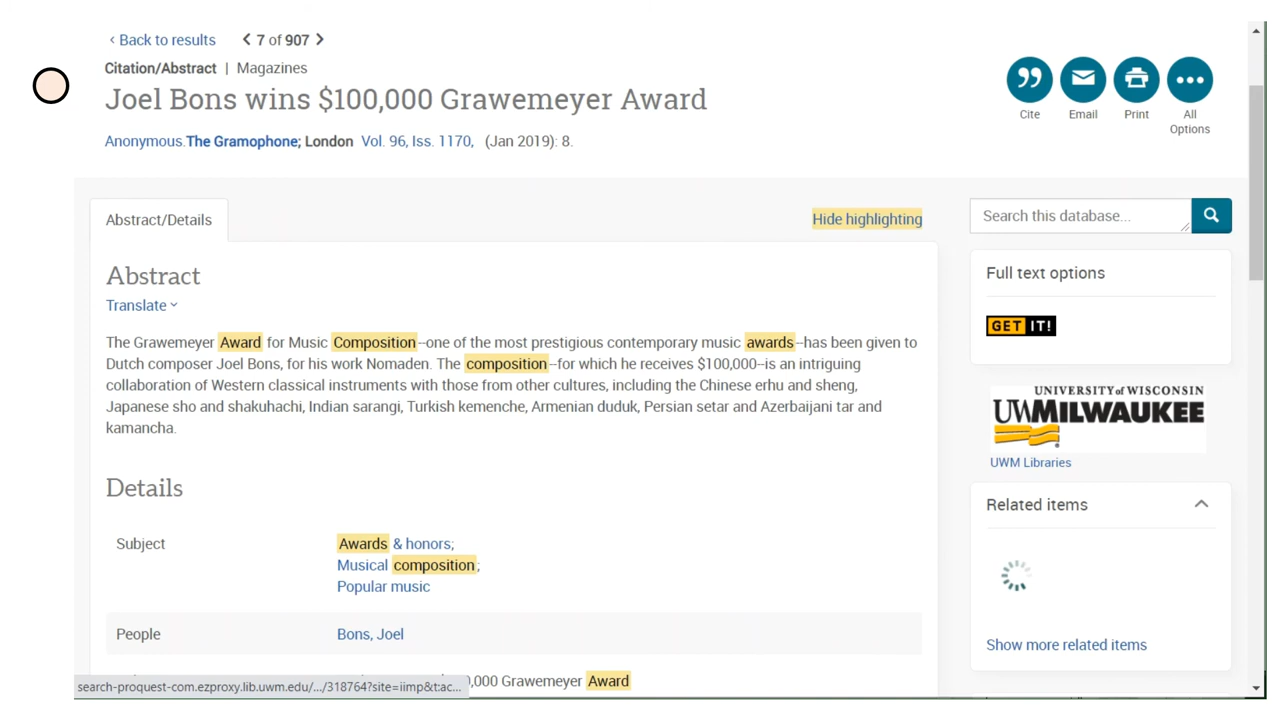 Back to results
7 of 907
Citation/Abstract | Magazines
Joel Bons wins $100,000 Grawemeyer Award
Anonymous.The Gramophone; London Vol. 96, Iss. 1170, (Jan 2019): 8.
Cite
Email
Print
All
Options
Abstract/Details
Hide highlighting
Search this database...
Abstract
Translate
The Grawemeyer Award for Music Composition--one of the most prestigious contemporary music awards--has been given to
Dutch composer Joel Bons, for his work Nomaden. The composition--for which he receives $100,000--is an intriguing
collaboration of Western classical instruments with those from other cultures, including the Chinese erhu and sheng,
Japanese sho and shakuhachi, Indian sarangi, Turkish kemenche, Armenian duduk, Persian setar and Azerbaijani tar and
kamancha.
Full text options
GET IT!
UNIVERSITY of WISCONSIN
UWMILWAUKEE
UWM Libraries
Details
Subject
Awards & honors;
Musical composition;
Popular music
People
Bons, Joel
,000 Grawemeyer Award
Related items
Show more related items
search-proquest-com.ezproxy.lib.uwm.edu/.../318764?site=iimp&t:ac...